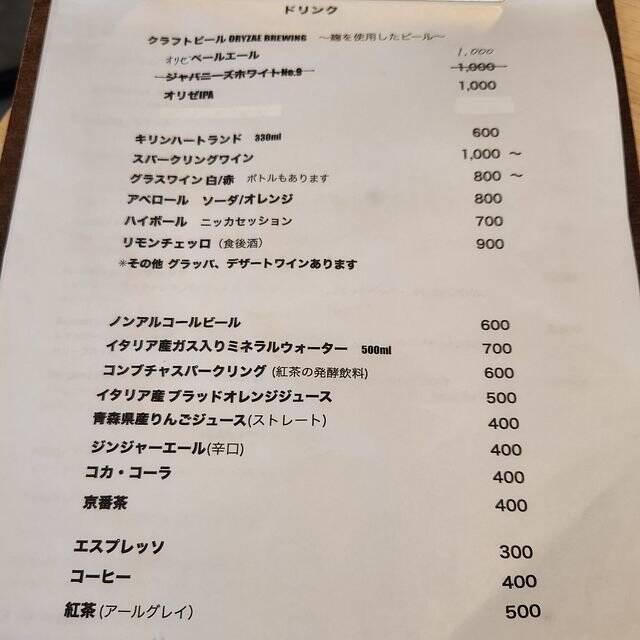 ドリンク
クラフトビール ORYZAE BREWING ～麹を使用したビール～
オリゼペールエール 1,000
ジャパニーズホワイトNo.9 1,000
オリゼIPA 1,000
キリンハートランド 330ml 600
スパークリングワイン 1,000 ～
グラスワイン 白/赤 ボトルもあります 800 ～
アペロール ソーダ/オレンジ 800
ハイボール ニッカセッション 700
リモンチェッロ（食後酒） 900
*その他 グラッパ、デザートワインあります
ノンアルコールビール 600
イタリア産ガス入りミネラルウォーター 500ml 700
コンブチャスパークリング (紅茶の発酵飲料) 600
イタリア産ブラッドオレンジジュース 500
青森県産りんごジュース(ストレート) 400
ジンジャーエール(辛口) 400
コカ・コーラ 400
京番茶 400
エスプレッソ 300
コーヒー 400
紅茶 (アールグレイ) 500